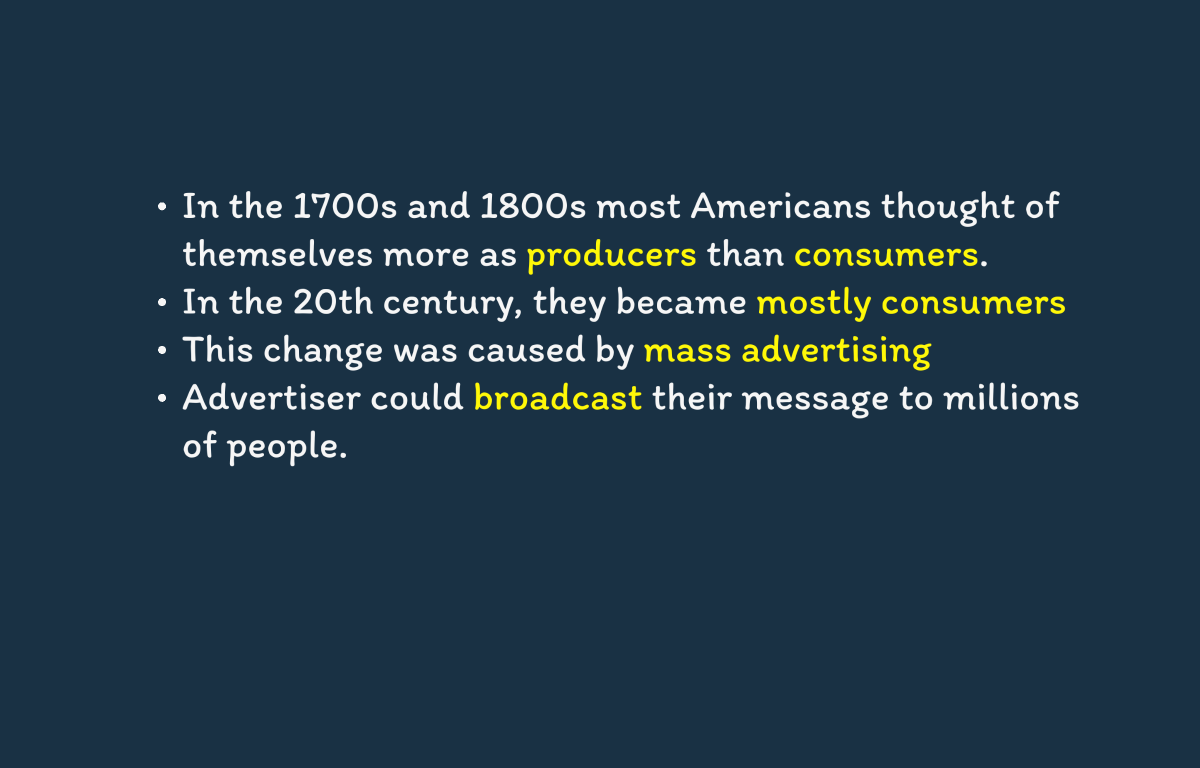 • In the 1700s and 1800s most Americans thought of
themselves more as producers than consumers.
• In the 20th century, they became mostly consumers
• This change was caused by mass advertising
• Advertiser could broadcast their message to millions
of people.